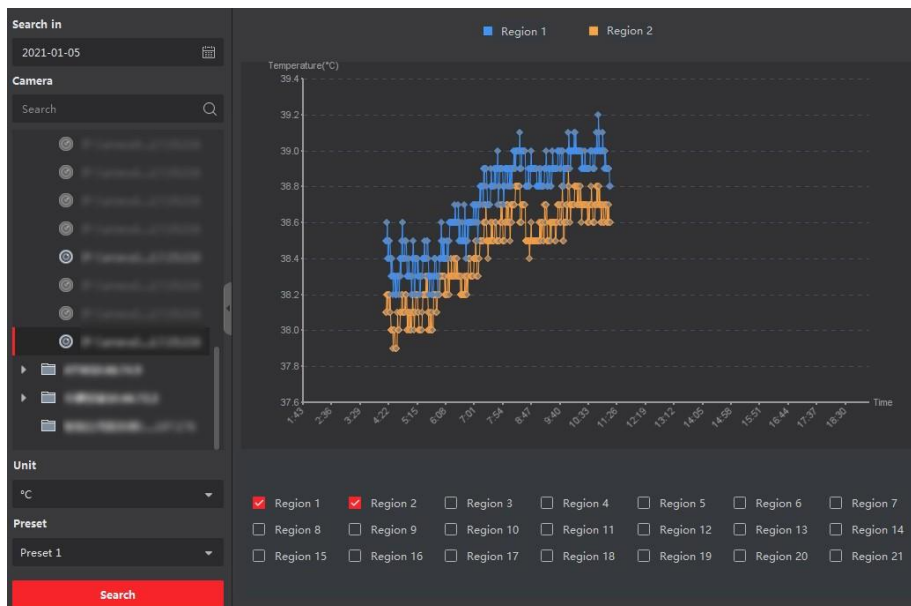 Search in
2021-01-05
Camera
Search
Unit
°C
Preset
Preset 1
Search
Region 1 Region 2
Temperature(°C)
39.4
39.2
39.0
38.8
38.6
38.4
38.2
38.0
37.8
37.6
1:43 2:36 3:29 4:22 5:15 6:08 7:01 7:54 8:47 9:40 10:33 11:26 12:19 13:12 14:05 14:58 15:51 16:44 17:37 18:30 Time
Region 1 Region 2 Region 3 Region 4 Region 5 Region 6 Region 7
Region 8 Region 9 Region 10 Region 11 Region 12 Region 13 Region 14
Region 15 Region 16 Region 17 Region 18 Region 19 Region 20 Region 21